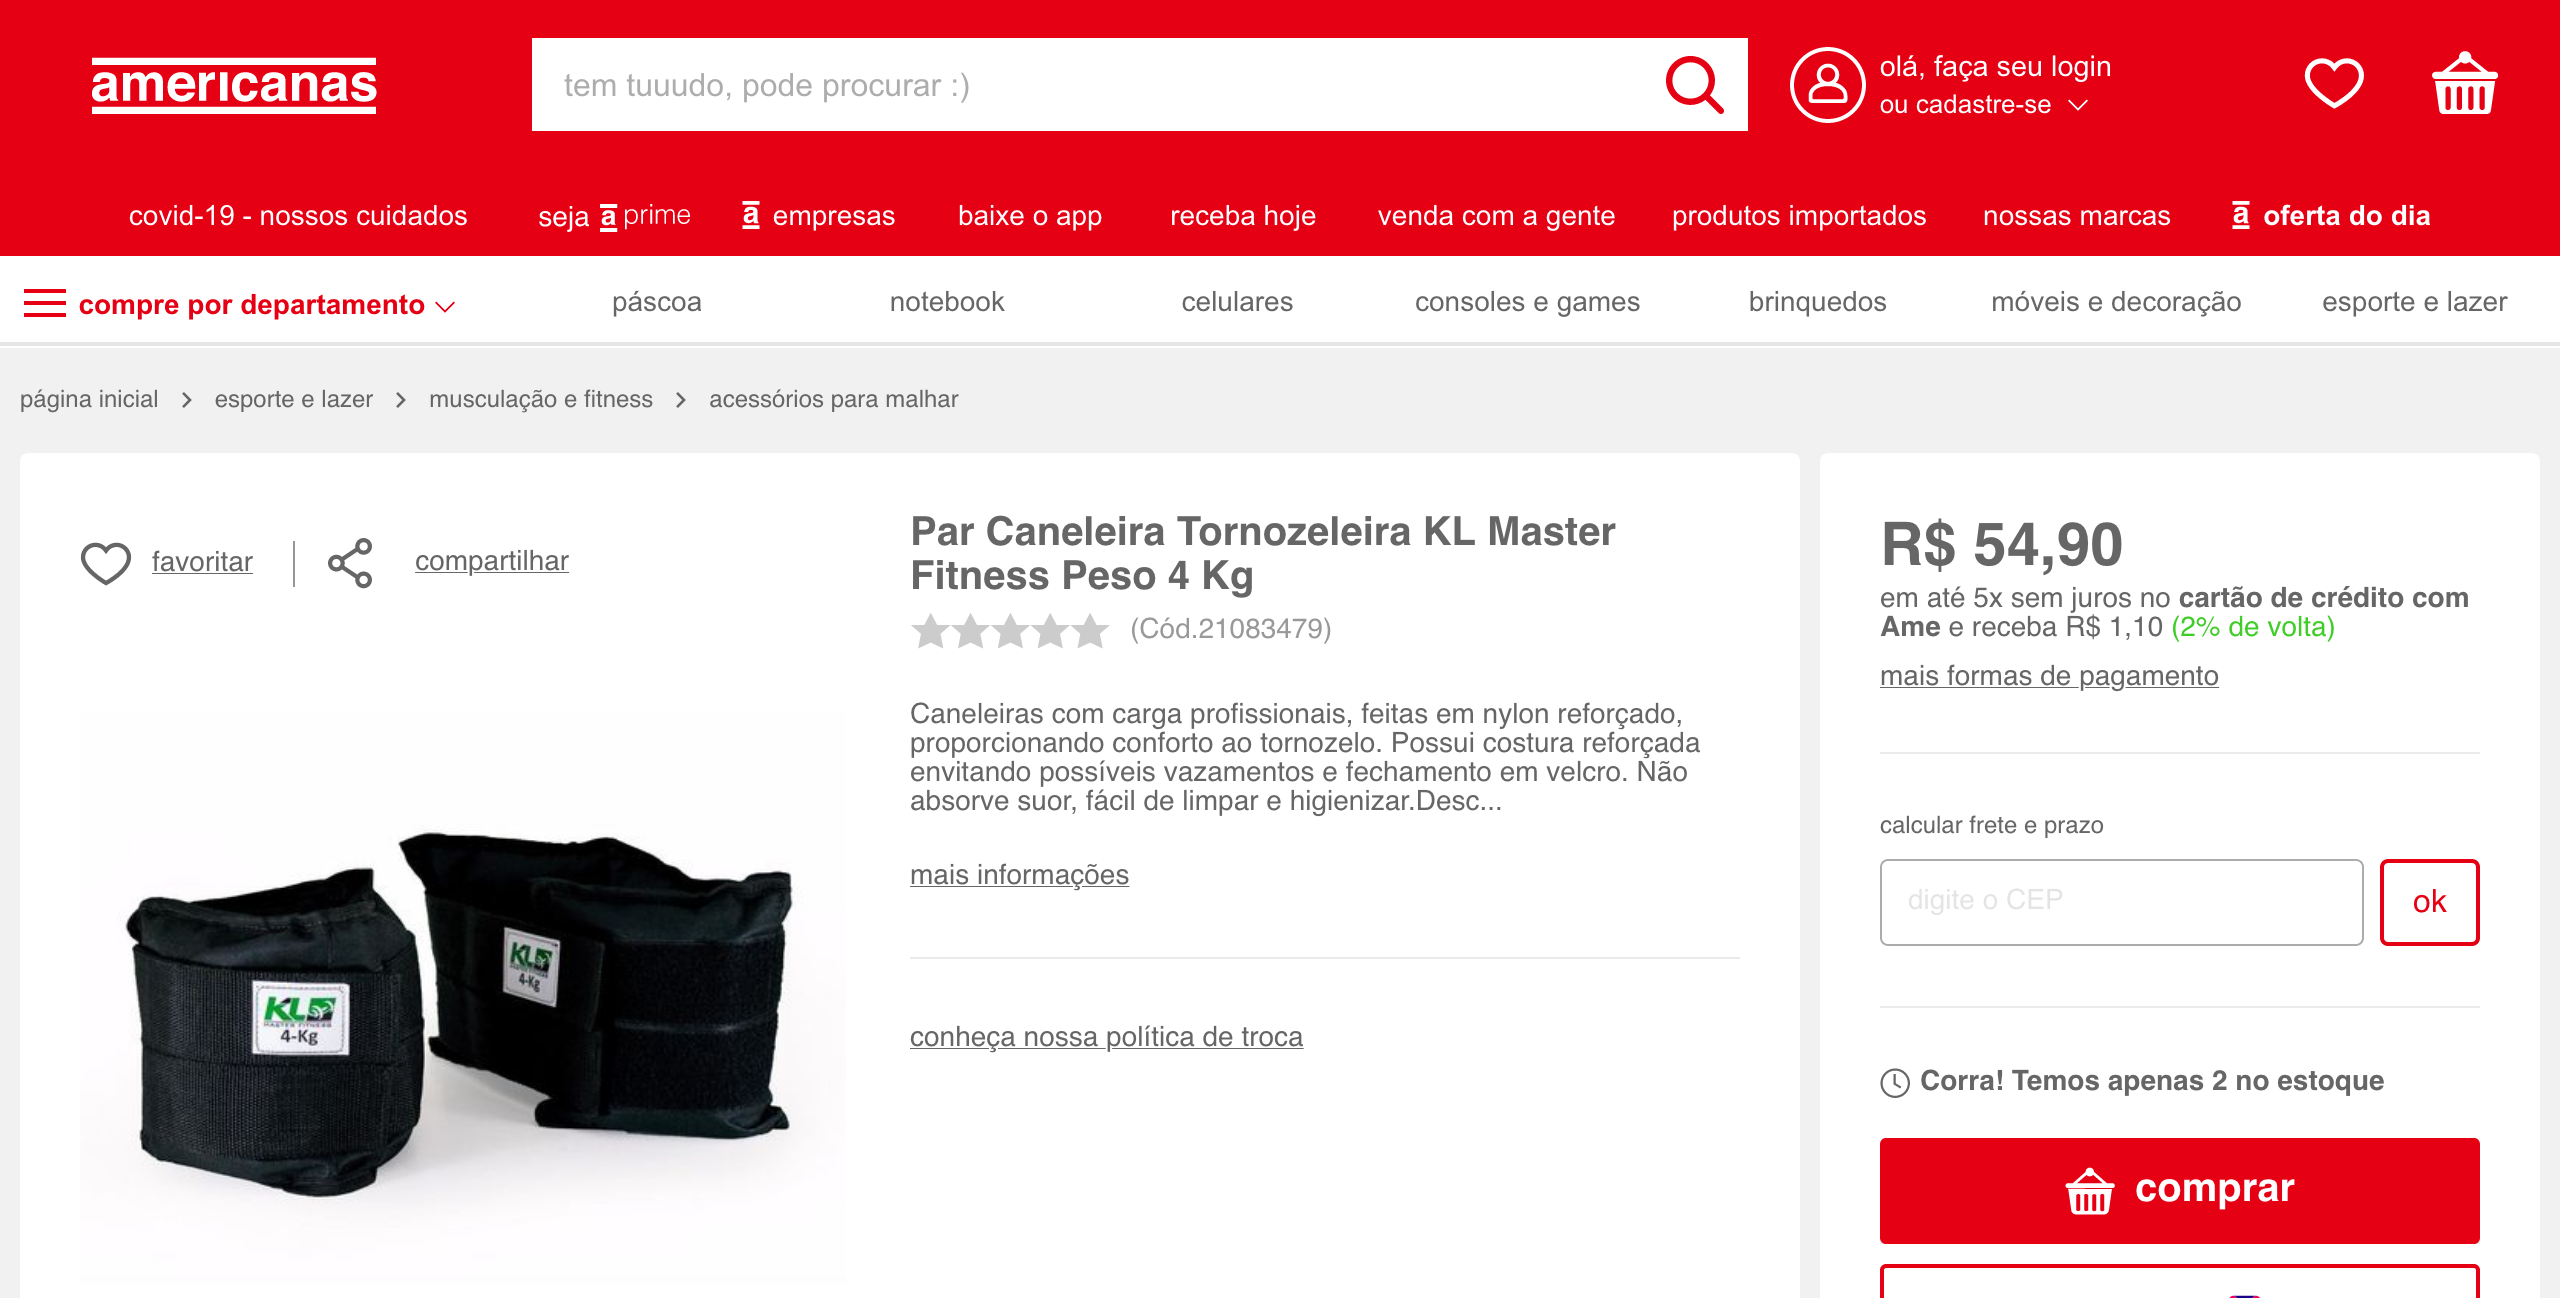 americanas
tem tuuudo, pode procurar :)
olá, faça seu login
ou cadastre-se
covid-19 - nossos cuidados
seja a prime
a empresas
baixe o app
receba hoje
venda com a gente
produtos importados
nossas marcas
a oferta do dia
compre por departamento
páscoa
notebook
celulares
consoles e games
brinquedos
móveis e decoração
esporte e lazer
página inicial > esporte e lazer > musculação e fitness > acessórios para malhar
favoritar
compartilhar
KL
MASTER FITNESS
4-Kg
KL
4-Kg
Par Caneleira Tornozeleira KL Master
Fitness Peso 4 Kg
(Cód.21083479)
Caneleiras com carga profissionais, feitas em nylon reforçado,
proporcionando conforto ao tornozelo. Possui costura reforçada
envitando possíveis vazamentos e fechamento em velcro. Não
absorve suor, fácil de limpar e higienizar.Desc...
mais informações
conheça nossa política de troca
R$ 54,90
em até 5x sem juros no cartão de crédito com
Ame e receba R$ 1,10 (2% de volta)
mais formas de pagamento
calcular frete e prazo
digite o CEP
ok
Corra! Temos apenas 2 no estoque
comprar